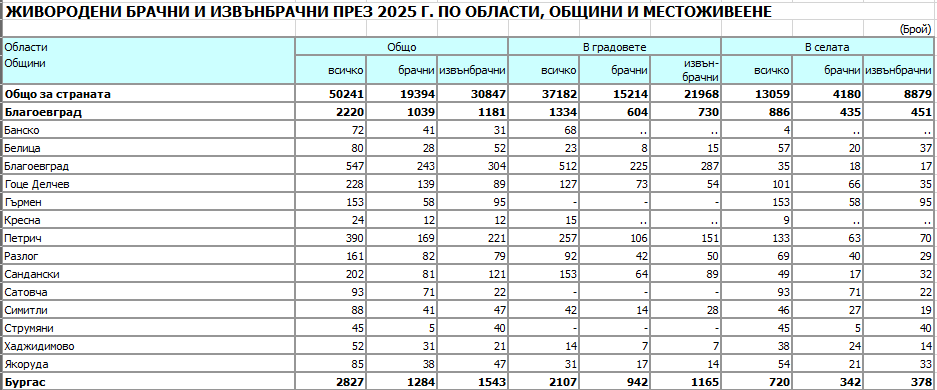 ЖИВОРОДЕНИ БРАЧНИ И ИЗВЪНБРАЧНИ ПРЕЗ 2025 Г. ПО ОБЛАСТИ, ОБЩИНИ И МЕСТОЖИВЕЕНЕ
(Брой)
Области Общо В градовете В селата
Общини всичко брачни извънбрачни всичко брачни извън-брачни всичко брачни извънбрачни
Общо за страната 50241 19394 30847 37182 15214 21968 13059 4180 8879
Благоевград 2220 1039 1181 1334 604 730 886 435 451
Банско 72 41 31 68 .. .. 4 .. ..
Белица 80 28 52 23 8 15 57 20 37
Благоевград 547 243 304 512 225 287 35 18 17
Гоце Делчев 228 139 89 127 73 54 101 66 35
Гърмен 153 58 95 - - - 153 58 95
Кресна 24 12 12 15 .. .. 9 .. ..
Петрич 390 169 221 257 106 151 133 63 70
Разлог 161 82 79 92 42 50 69 40 29
Сандански 202 81 121 153 64 89 49 17 32
Сатовча 93 71 22 - - - 93 71 22
Симитли 88 41 47 42 14 28 46 27 19
Струмяни 45 5 40 - - - 45 5 40
Хаджидимово 52 31 21 14 7 7 38 24 14
Якоруда 85 38 47 31 17 14 54 21 33
Бургас 2827 1284 1543 2107 942 1165 720 342 378